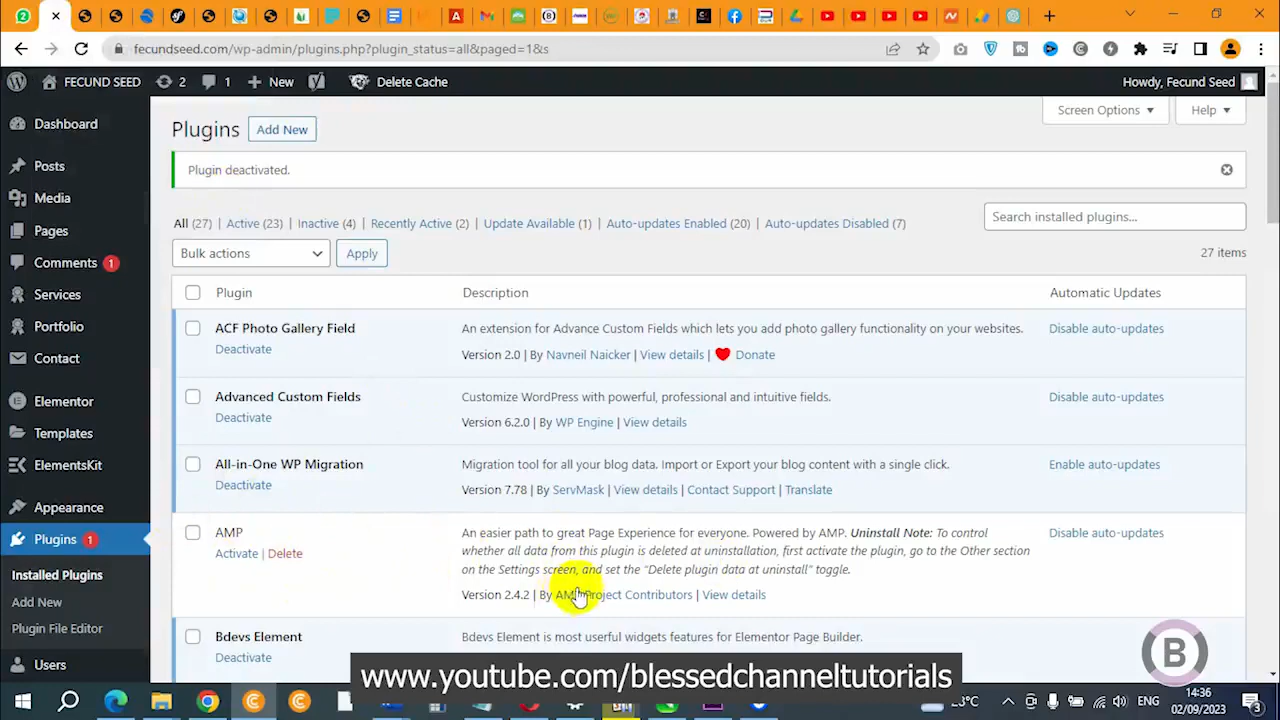 fecundseed.com/wp-admin/plugins.php?plugin_status=all&paged=1&s
FECUND SEED 2 1 New Delete Cache Howdy, Fecund Seed
Screen Options Help
Plugins Add New
Plugin deactivated.
All (27) | Active (23) | Inactive (4) | Recently Active (2) | Update Available (1) | Auto-updates Enabled (20) | Auto-updates Disabled (7)
Search installed plugins...
Bulk actions Apply 27 items
Plugin Description Automatic Updates
ACF Photo Gallery Field An extension for Advance Custom Fields which lets you add photo gallery functionality on your websites. Disable auto-updates
Deactivate Version 2.0 | By Navneil Naicker | View details | Donate
Advanced Custom Fields Customize WordPress with powerful, professional and intuitive fields. Disable auto-updates
Deactivate Version 6.2.0 | By WP Engine | View details
All-in-One WP Migration Migration tool for all your blog data. Import or Export your blog content with a single click. Enable auto-updates
Deactivate Version 7.78 | By ServMask | View details | Contact Support | Translate
AMP An easier path to great Page Experience for everyone. Powered by AMP. Uninstall Note: To control Disable auto-updates
Activate | Delete whether all data from this plugin is deleted at uninstallation, first activate the plugin, go to the Other section
on the Settings screen, and set the "Delete plugin data at uninstall" toggle.
Version 2.4.2 | By AMP Project Contributors | View details
Bdevs Element Bdevs Element is most userful widgets features for Elementor Page Builder.
Deactivate
Dashboard
Posts
Media
Pages
Comments 1
Services
Portfolio
Contact
Elementor
Templates
ElementsKit
Appearance
Plugins 1
Installed Plugins
Add New
Plugin File Editor
Users
B
www.youtube.com/blessedchanneltutorials
ENG 14:36
02/09/2023 3